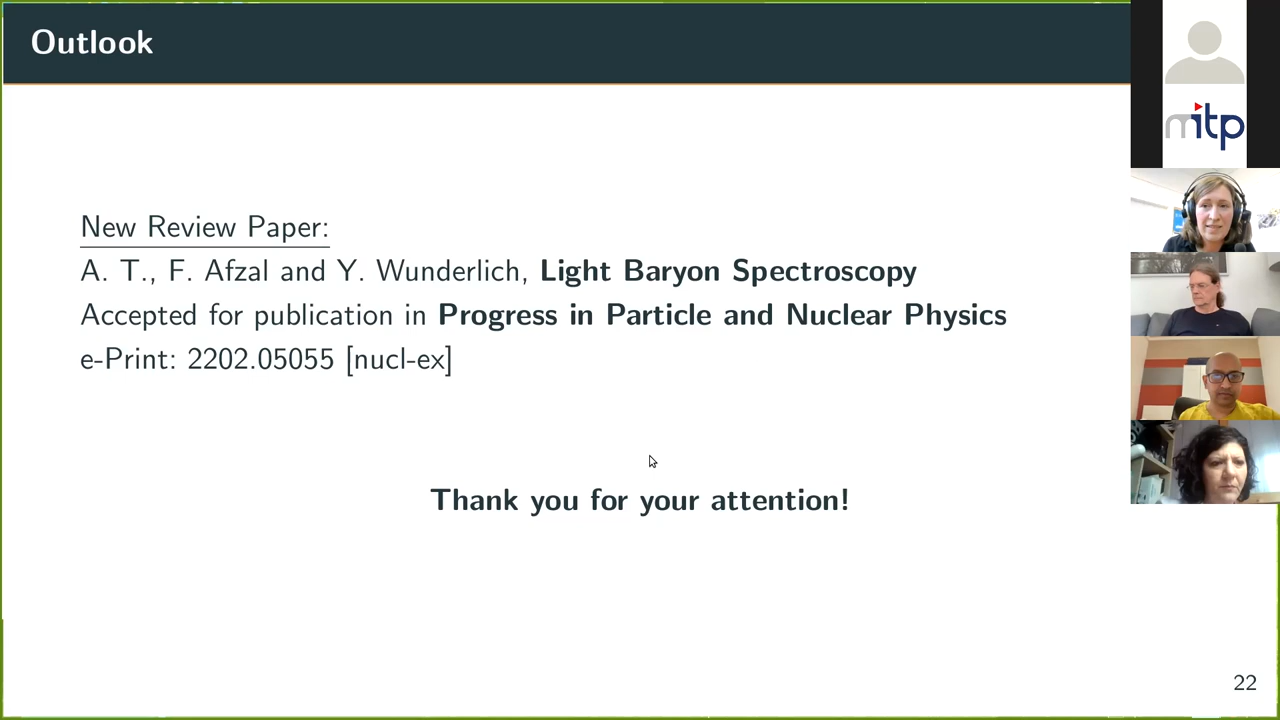 Outlook
New Review Paper:
A. T., F. Afzal and Y. Wunderlich, Light Baryon Spectroscopy
Accepted for publication in Progress in Particle and Nuclear Physics
e-Print: 2202.05055 [nucl-ex]
Thank you for your attention!
22
mitp